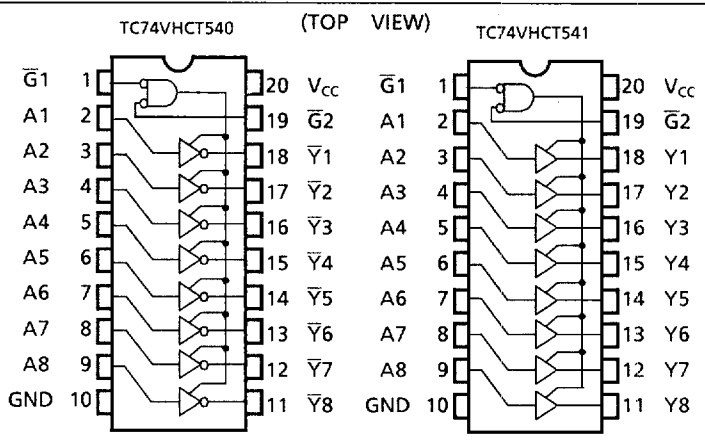 TC74VHCT540 (TOP VIEW) TC74VHCT541
G̅1 1 20 VCC G̅1 1 20 VCC
A1 2 19 G̅2 A1 2 19 G̅2
A2 3 18 Y̅1 A2 3 18 Y1
A3 4 17 Y̅2 A3 4 17 Y2
A4 5 16 Y̅3 A4 5 16 Y3
A5 6 15 Y̅4 A5 6 15 Y4
A6 7 14 Y̅5 A6 7 14 Y5
A7 8 13 Y̅6 A7 8 13 Y6
A8 9 12 Y̅7 A8 9 12 Y7
GND 10 11 Y̅8 GND 10 11 Y8